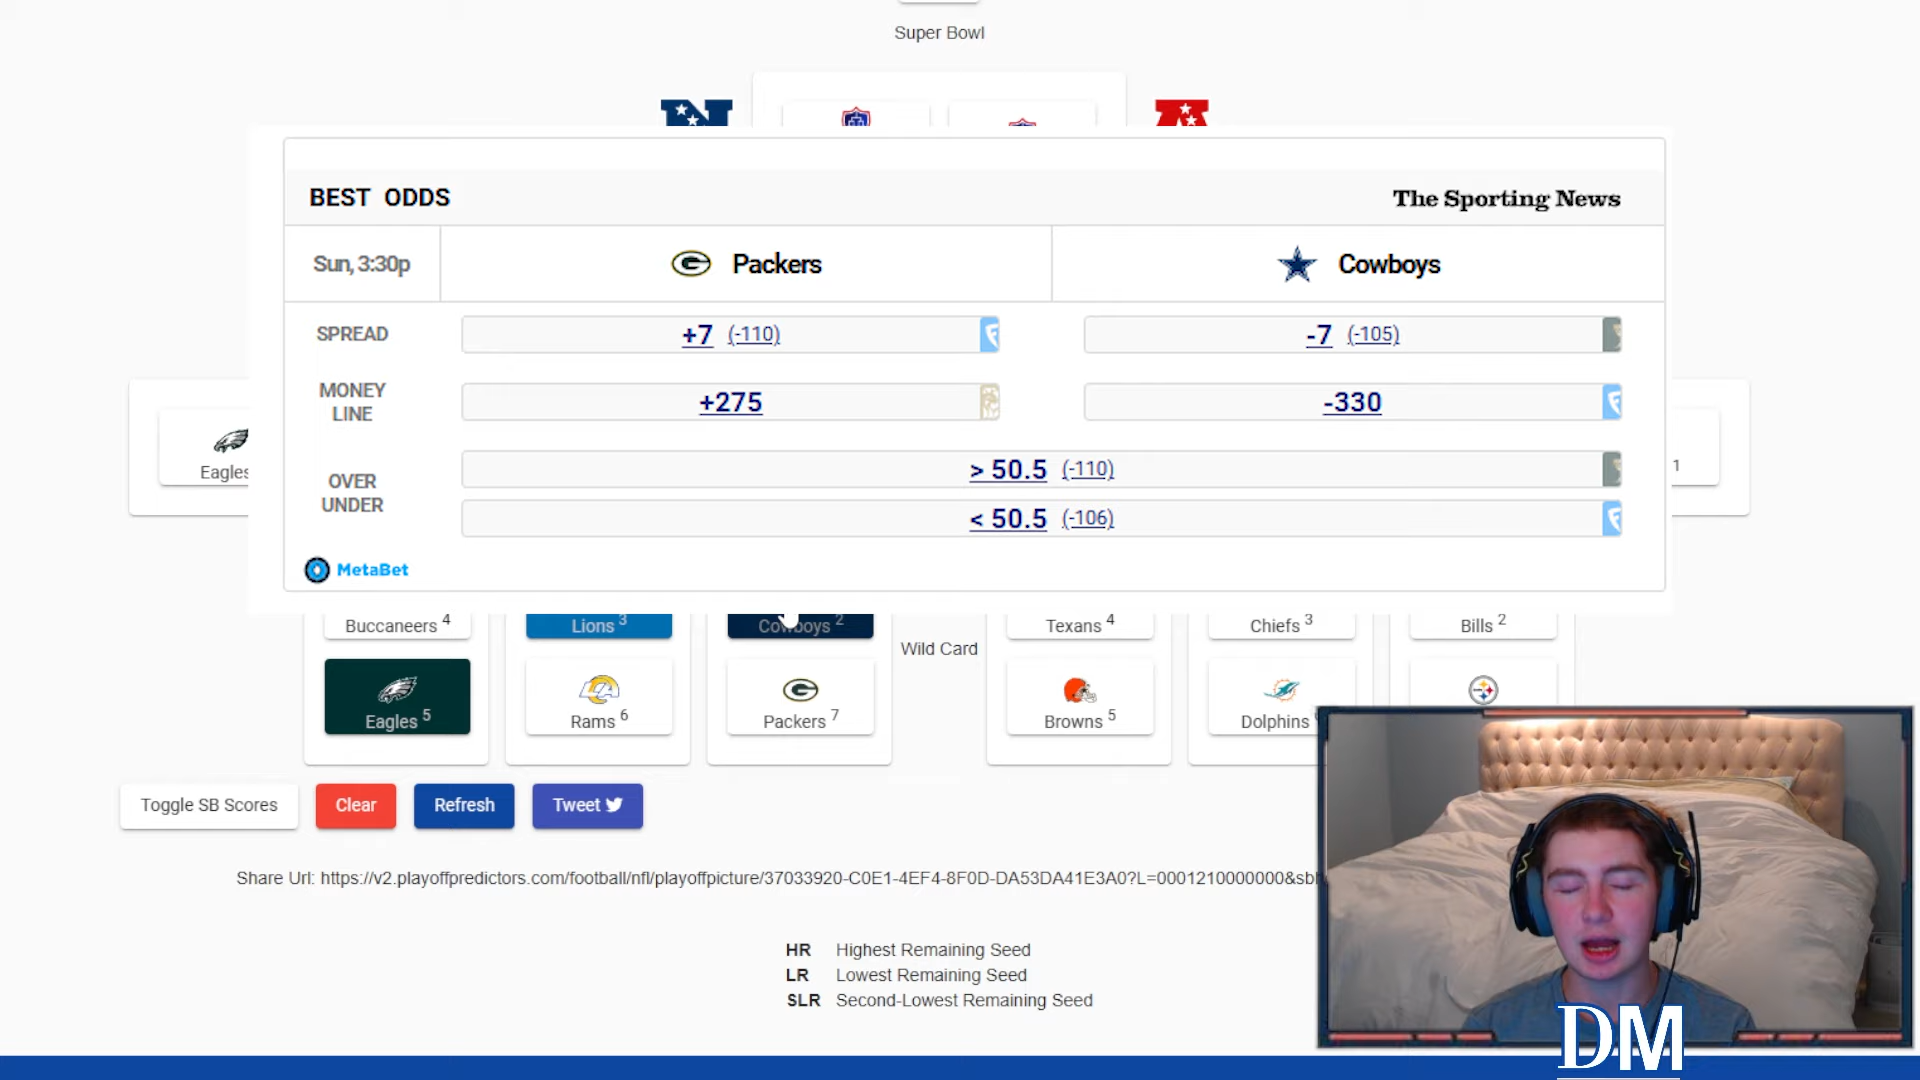 Super Bowl
BEST ODDS
The Sporting News
Sun, 3:30p
Packers
Cowboys
SPREAD
+7 (-110)
-7 (-105)
MONEY
LINE
+275
-330
OVER
UNDER
> 50.5 (-110)
< 50.5 (-106)
MetaBet
Eagles
1
Buccaneers 4
Lions 3
Cowboys 2
Wild Card
Texans 4
Chiefs 3
Bills 2
Eagles 5
Rams 6
Packers 7
Browns 5
Dolphins
Toggle SB Scores
Clear
Refresh
Tweet
Share Url: https://v2.playoffpredictors.com/football/nfl/playoffpicture/37033920-C0E1-4EF4-8F0D-DA53DA41E3A0?L=0001210000000&sb
HR Highest Remaining Seed
LR Lowest Remaining Seed
SLR Second-Lowest Remaining Seed
DM